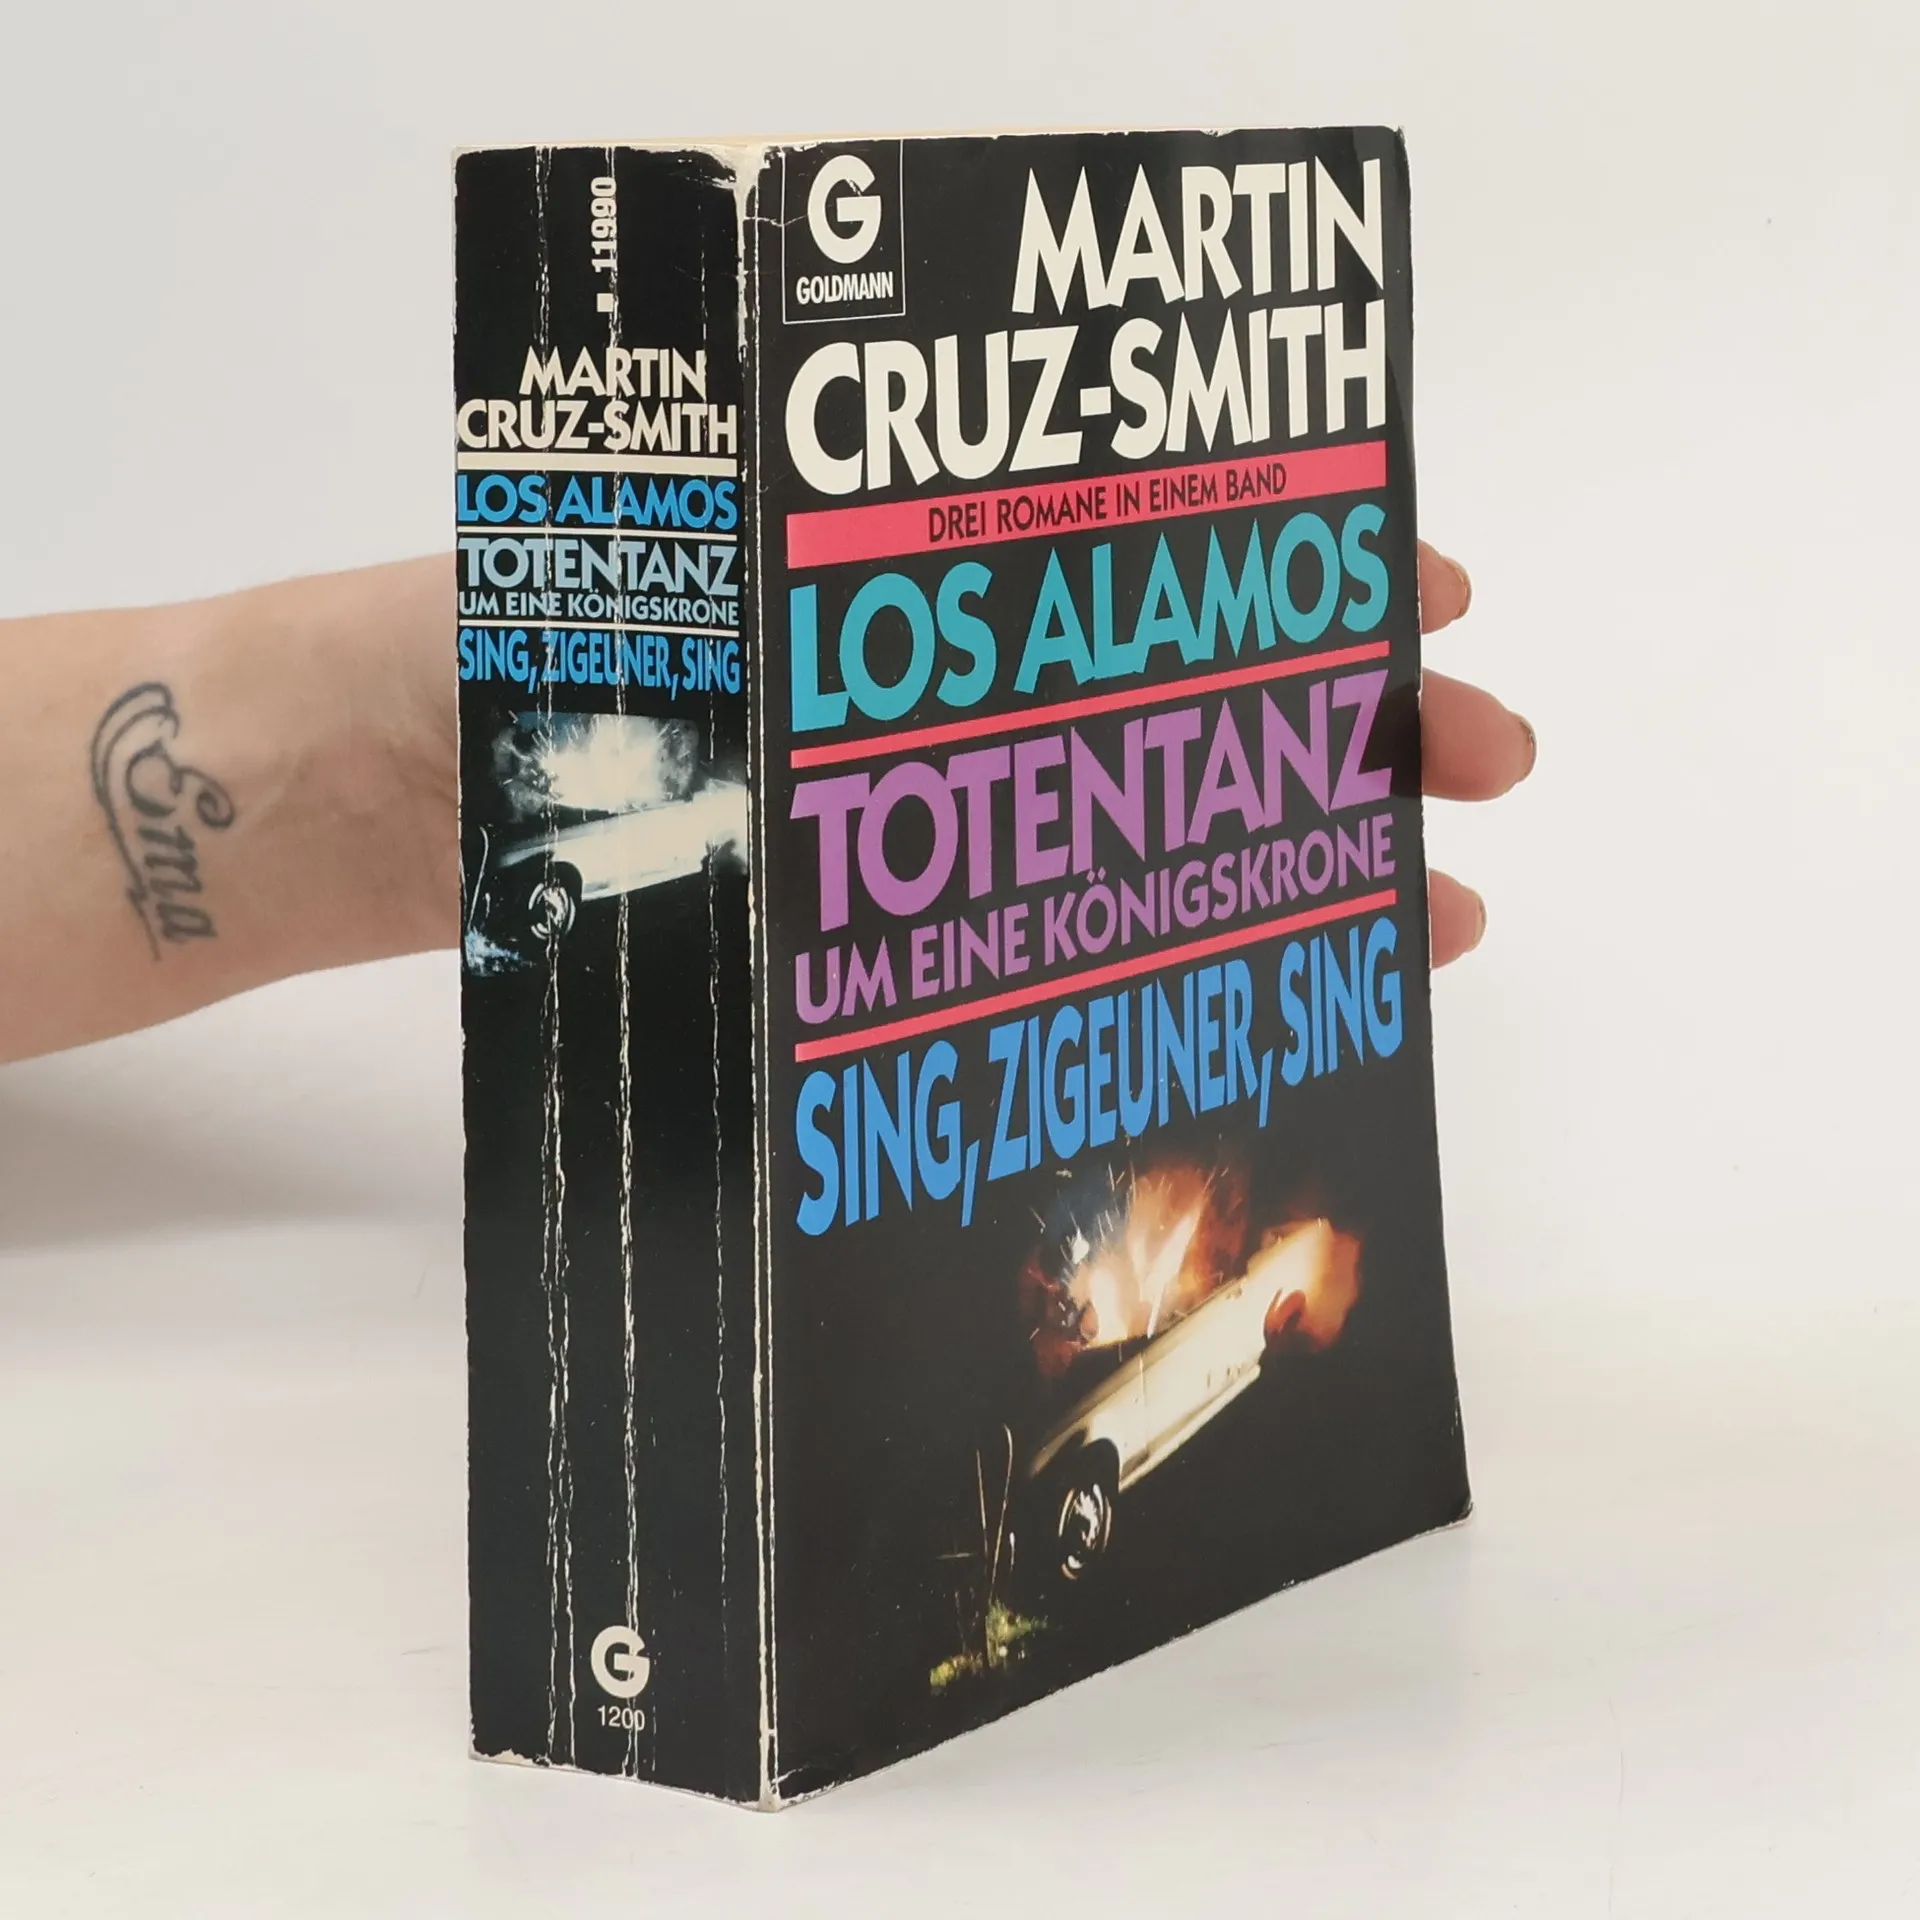 Ema
11990
MARTIN
CRUZ-SMITH
LOS ALAMOS
TOTENTANZ
UM EINE KÖNIGSKRONE
SING, ZIGEUNER, SING
G
1200
G
GOLDMANN
MARTIN
CRUZ-SMITH
DREI ROMANE IN EINEM BAND
LOS ALAMOS
TOTENTANZ
UM EINE KÖNIGSKRONE
SING, ZIGEUNER, SING